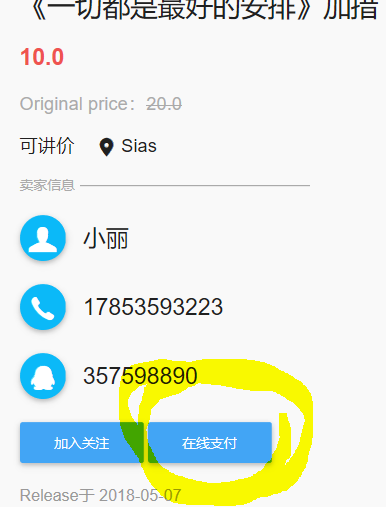 《一切都是最好的安排》加措
10.0
Original price：20.0
可讲价 Sias
卖家信息
小丽
17853593223
357598890
加入关注 在线支付
Release于 2018-05-07